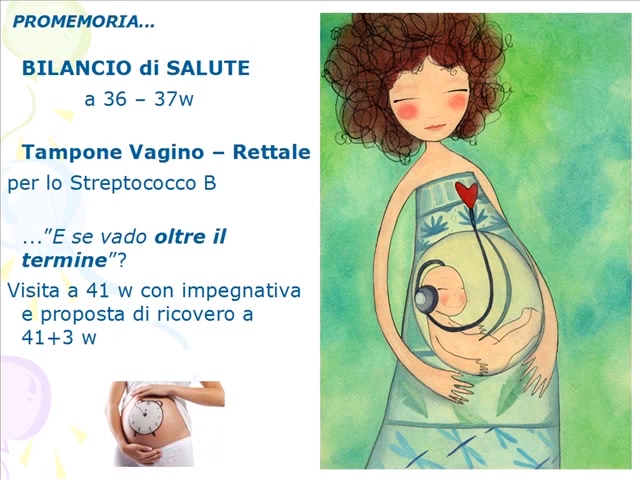 PROMEMORIA...
BILANCIO di SALUTE
a 36 – 37w
Tampone Vagino – Rettale
per lo Streptococco B
...”E se vado oltre il
termine”?
Visita a 41 w con impegnativa
e proposta di ricovero a
41+3 w